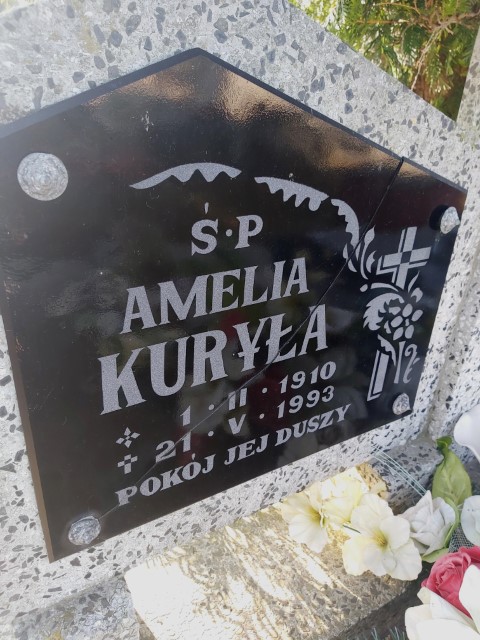 Ś·P
AMELIA
KURYŁA
1·II·1910
21·V·1993
POKÓJ JEJ DUSZY